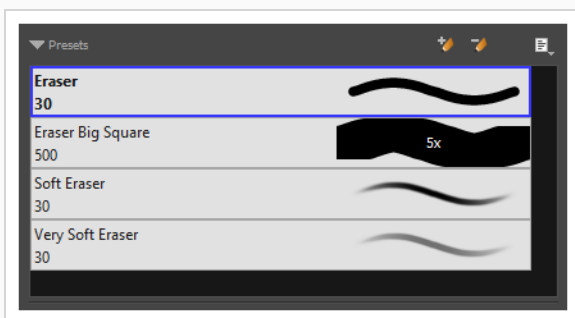 Presets
Eraser
30
Eraser Big Square
500
5x
Soft Eraser
30
Very Soft Eraser
30